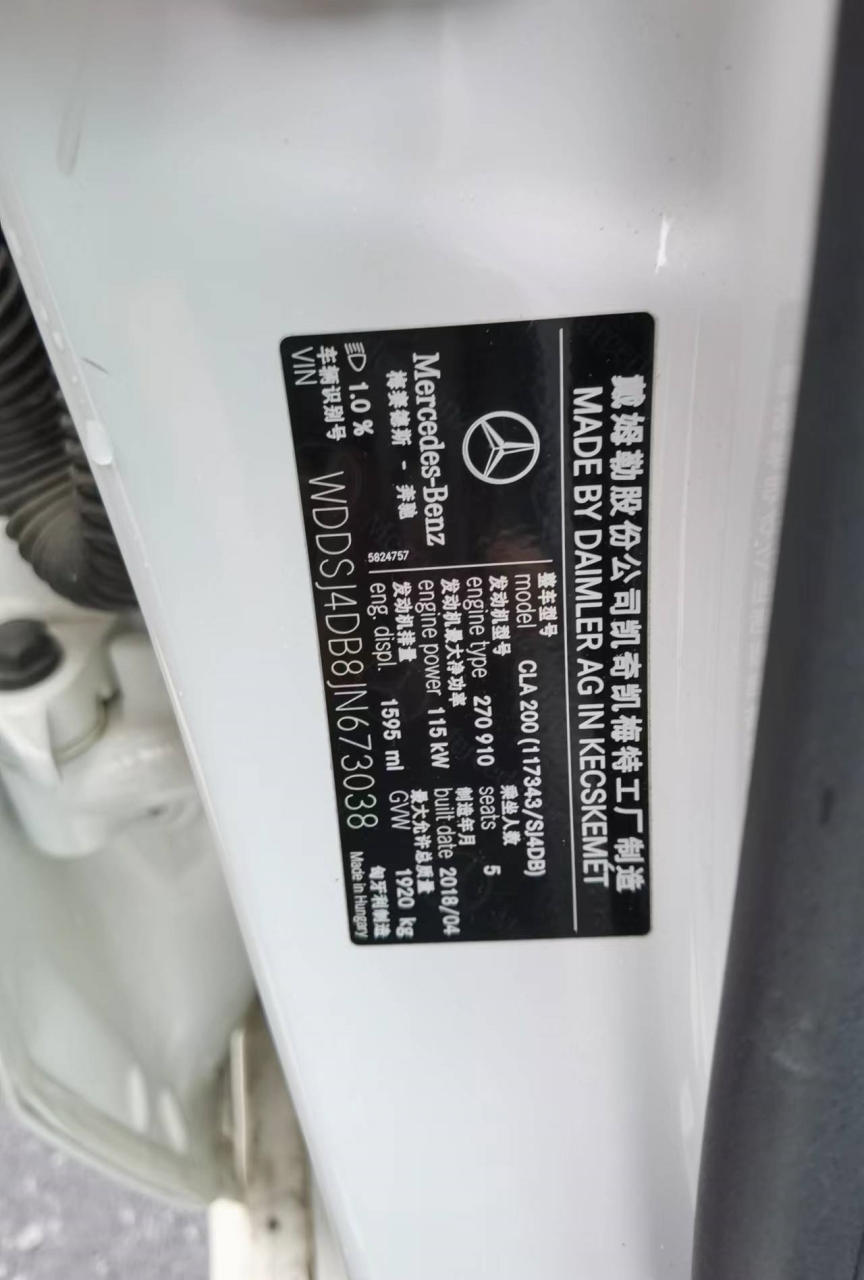 戴姆勒股份公司凯奇凯梅特工厂制造
MADE BY DAIMLER AG IN KECSKEMÉT
Mercedes-Benz
梅赛德斯 - 奔驰
1.0 %
5824757
整车型号
model CLA 200 (117343/SJ4DB)
发动机型号 乘坐人数
engine type 270 910 seats 5
发动机最大净功率 制造年月
engine power 115 kW built date 2018/04
发动机排量 最大允许总质量
eng. displ. 1595 ml GVW 1920 kg
车辆识别号 匈牙利制造
VIN WDDSJ4DB8JN673038 Made in Hungary